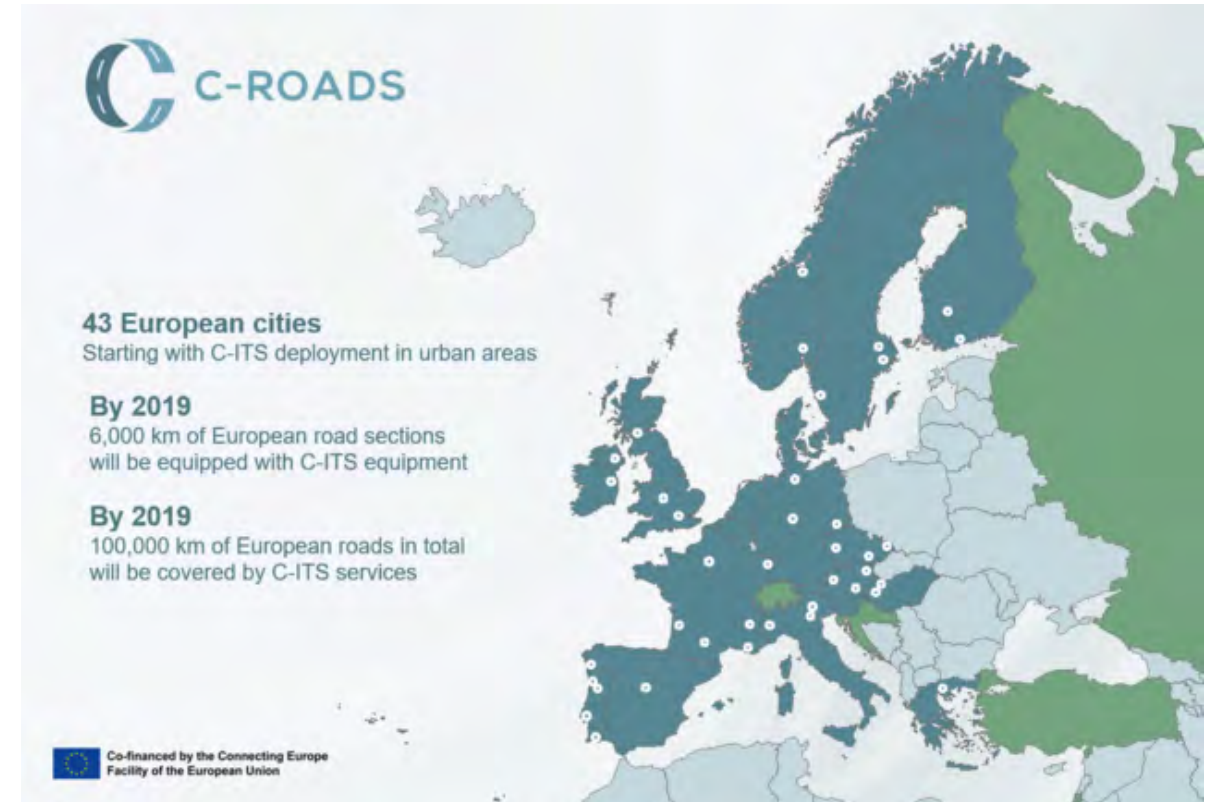 C-ROADS
43 European cities
Starting with C-ITS deployment in urban areas
By 2019
6,000 km of European road sections
will be equipped with C-ITS equipment
By 2019
100,000 km of European roads in total
will be covered by C-ITS services
Co-financed by the Connecting Europe
Facility of the European Union